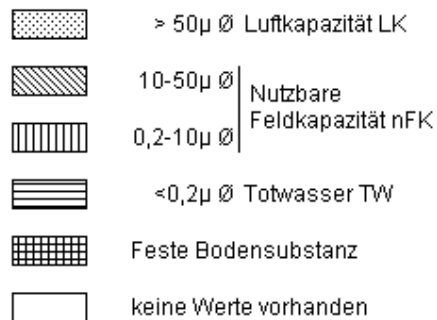 > 50µ Ø Luftkapazität LK
10-50µ Ø
Nutzbare
Feldkapazität nFK
0,2-10µ Ø
<0,2µ Ø Totwasser TW
Feste Bodensubstanz
keine Werte vorhanden